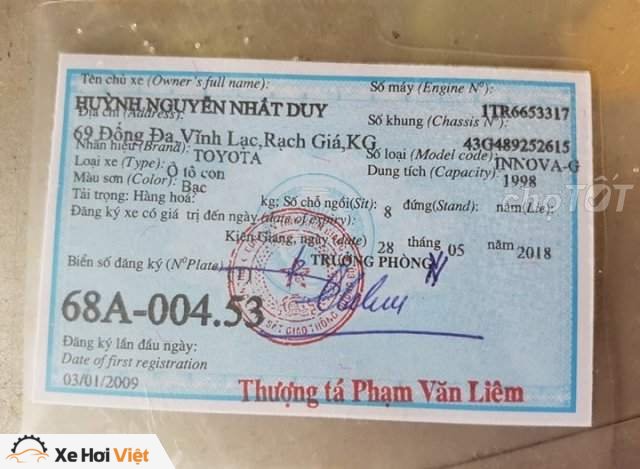 Tên chủ xe (Owner's full name):
HUỲNH NGUYỄN NHẤT DUY
Địa chỉ (Address):
69 Đống Đa,Vĩnh Lạc,Rạch Giá,KG
Nhãn hiệu (Brand): TOYOTA
Loại xe (Type): Ô tô con
Màu sơn (Color): Bạc
Tải trọng: Hàng hoá: kg; Số chỗ ngồi(Sit): 8 đứng(Stand): nằm(Lie):
Đăng ký xe có giá trị đến ngày (date of expiry):
Số máy (Engine Nº):
1TR6653317
Số khung (Chassis Nº):
43G489252615
Số loại (Model code) INNOVA-G
Dung tích (Capacity): 1998
Kiên Giang, ngày (date) 28 tháng 05 năm 2018
Biển số đăng ký (NºPlate) (T) TRƯỞNG PHÒNG
68A-004.53
Đăng ký lần đầu ngày:
Date of first registration
03/01/2009
Thượng tá Phạm Văn Liêm
chợTỐT
Xe Hơi Việt